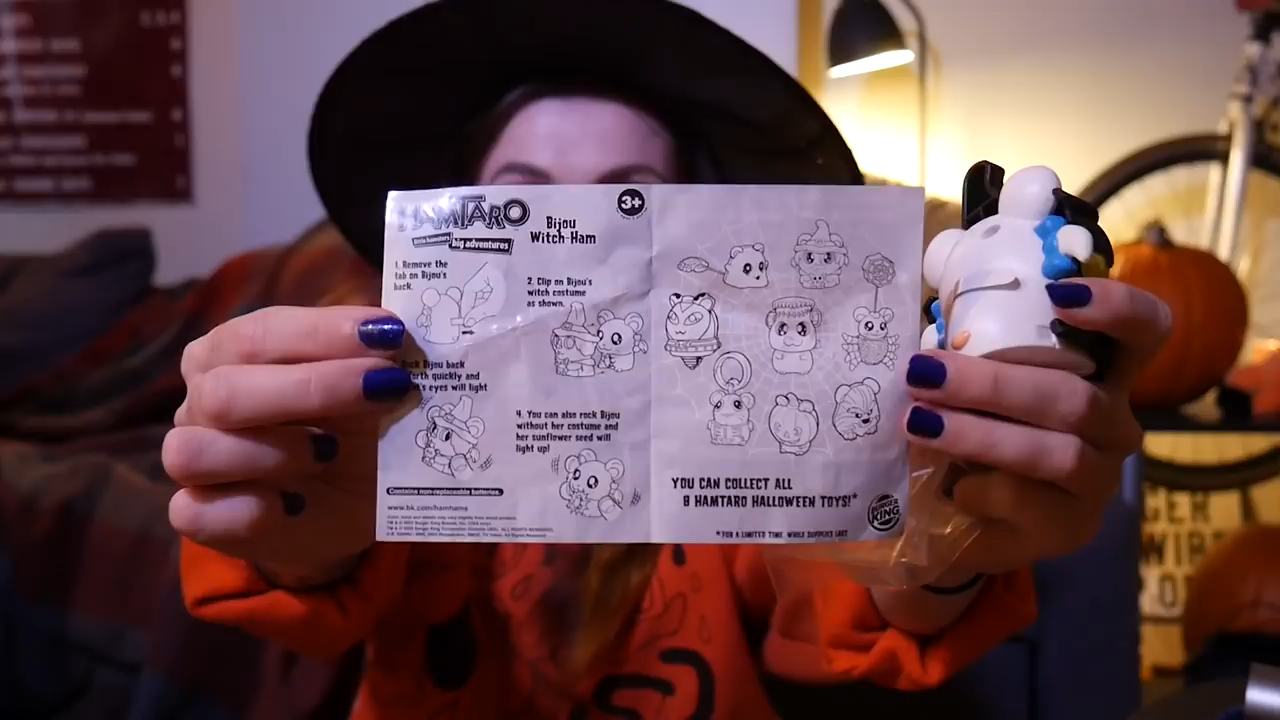 HAMTARO
little hamsters
big adventures
Bijou
Witch-Ham
3+
1. Remove the
tab on Bijou's
back.
2. Clip on Bijou's
witch costume
as shown.
Bijou back
forth quickly and
eyes will light
4. You can also rock Bijou
without her costume and
her sunflower seed will
light up!
Contains non-replaceable batteries.
www.bk.com/hamhams
YOU CAN COLLECT ALL
8 HAMTARO HALLOWEEN TOYS!*
BURGER
KING
*FOR A LIMITED TIME. WHILE SUPPLIES LAST